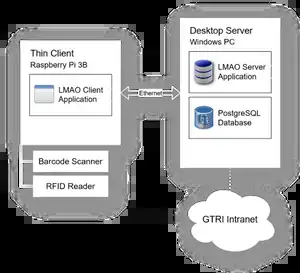 Thin Client
Raspberry Pi 3B
LMAO Client
Application
Barcode Scanner
RFID Reader
Ethernet
Desktop Server
Windows PC
LMAO Server
Application
PostgreSQL
Database
GTRI Intranet